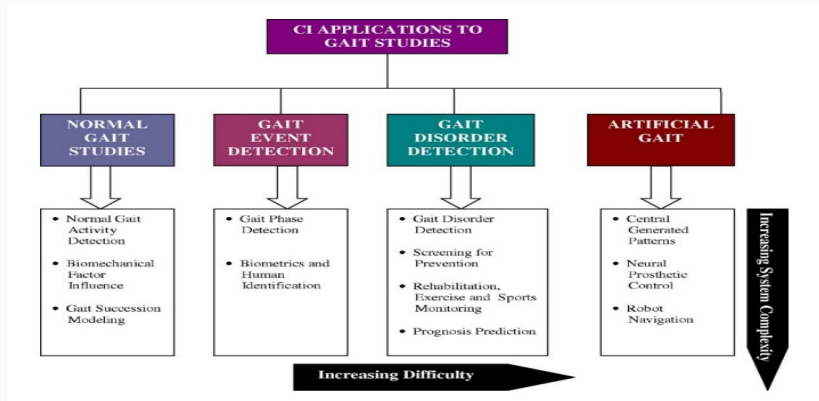 CI APPLICATIONS TO
GAIT STUDIES
NORMAL
GAIT
STUDIES
GAIT
EVENT
DETECTION
GAIT
DISORDER
DETECTION
ARTIFICIAL
GAIT
• Normal Gait
Activity
Detection
• Biomechanical
Factor
Influence
• Gait Succession
Modeling
• Gait Phase
Detection
• Biometrics and
Human
Identification
• Gait Disorder
Detection
• Screening for
Prevention
• Rehabilitation,
Exercise and Sports
Monitoring
• Prognosis Prediction
• Central
Generated
Patterns
• Neural
Prosthetic
Control
• Robot
Navigation
Increasing System Complexity
Increasing Difficulty